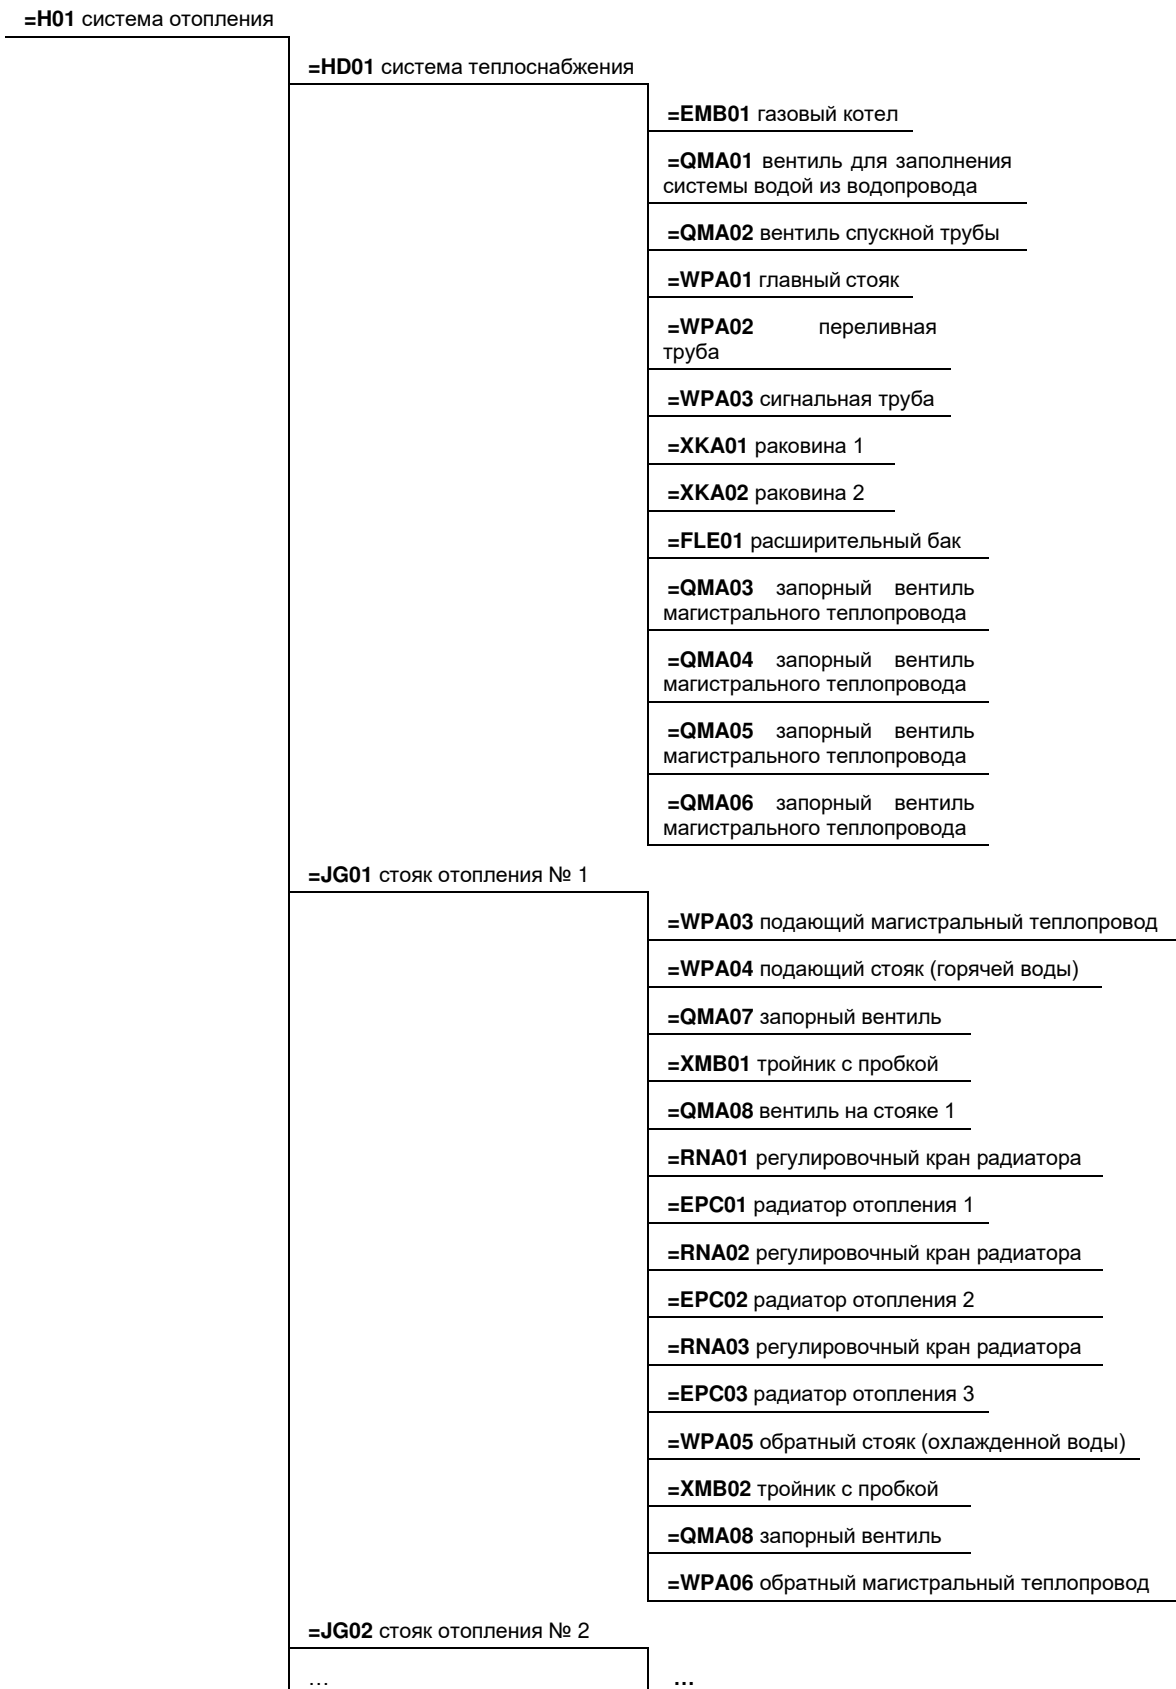 =H01 система отопления
=HD01 система теплоснабжения
=EMB01 газовый котел
=QMA01 вентиль для заполнения
системы водой из водопровода
=QMA02 вентиль спускной трубы
=WPA01 главный стояк
=WPA02 переливная
труба
=WPA03 сигнальная труба
=XKA01 раковина 1
=XKA02 раковина 2
=FLE01 расширительный бак
=QMA03 запорный вентиль
магистрального теплопровода
=QMA04 запорный вентиль
магистрального теплопровода
=QMA05 запорный вентиль
магистрального теплопровода
=QMA06 запорный вентиль
магистрального теплопровода
=JG01 стояк отопления № 1
=WPA03 подающий магистральный теплопровод
=WPA04 подающий стояк (горячей воды)
=QMA07 запорный вентиль
=XMB01 тройник с пробкой
=QMA08 вентиль на стояке 1
=RNA01 регулировочный кран радиатора
=EPC01 радиатор отопления 1
=RNA02 регулировочный кран радиатора
=EPC02 радиатор отопления 2
=RNA03 регулировочный кран радиатора
=EPC03 радиатор отопления 3
=WPA05 обратный стояк (охлажденной воды)
=XMB02 тройник с пробкой
=QMA08 запорный вентиль
=WPA06 обратный магистральный теплопровод
=JG02 стояк отопления № 2
… …